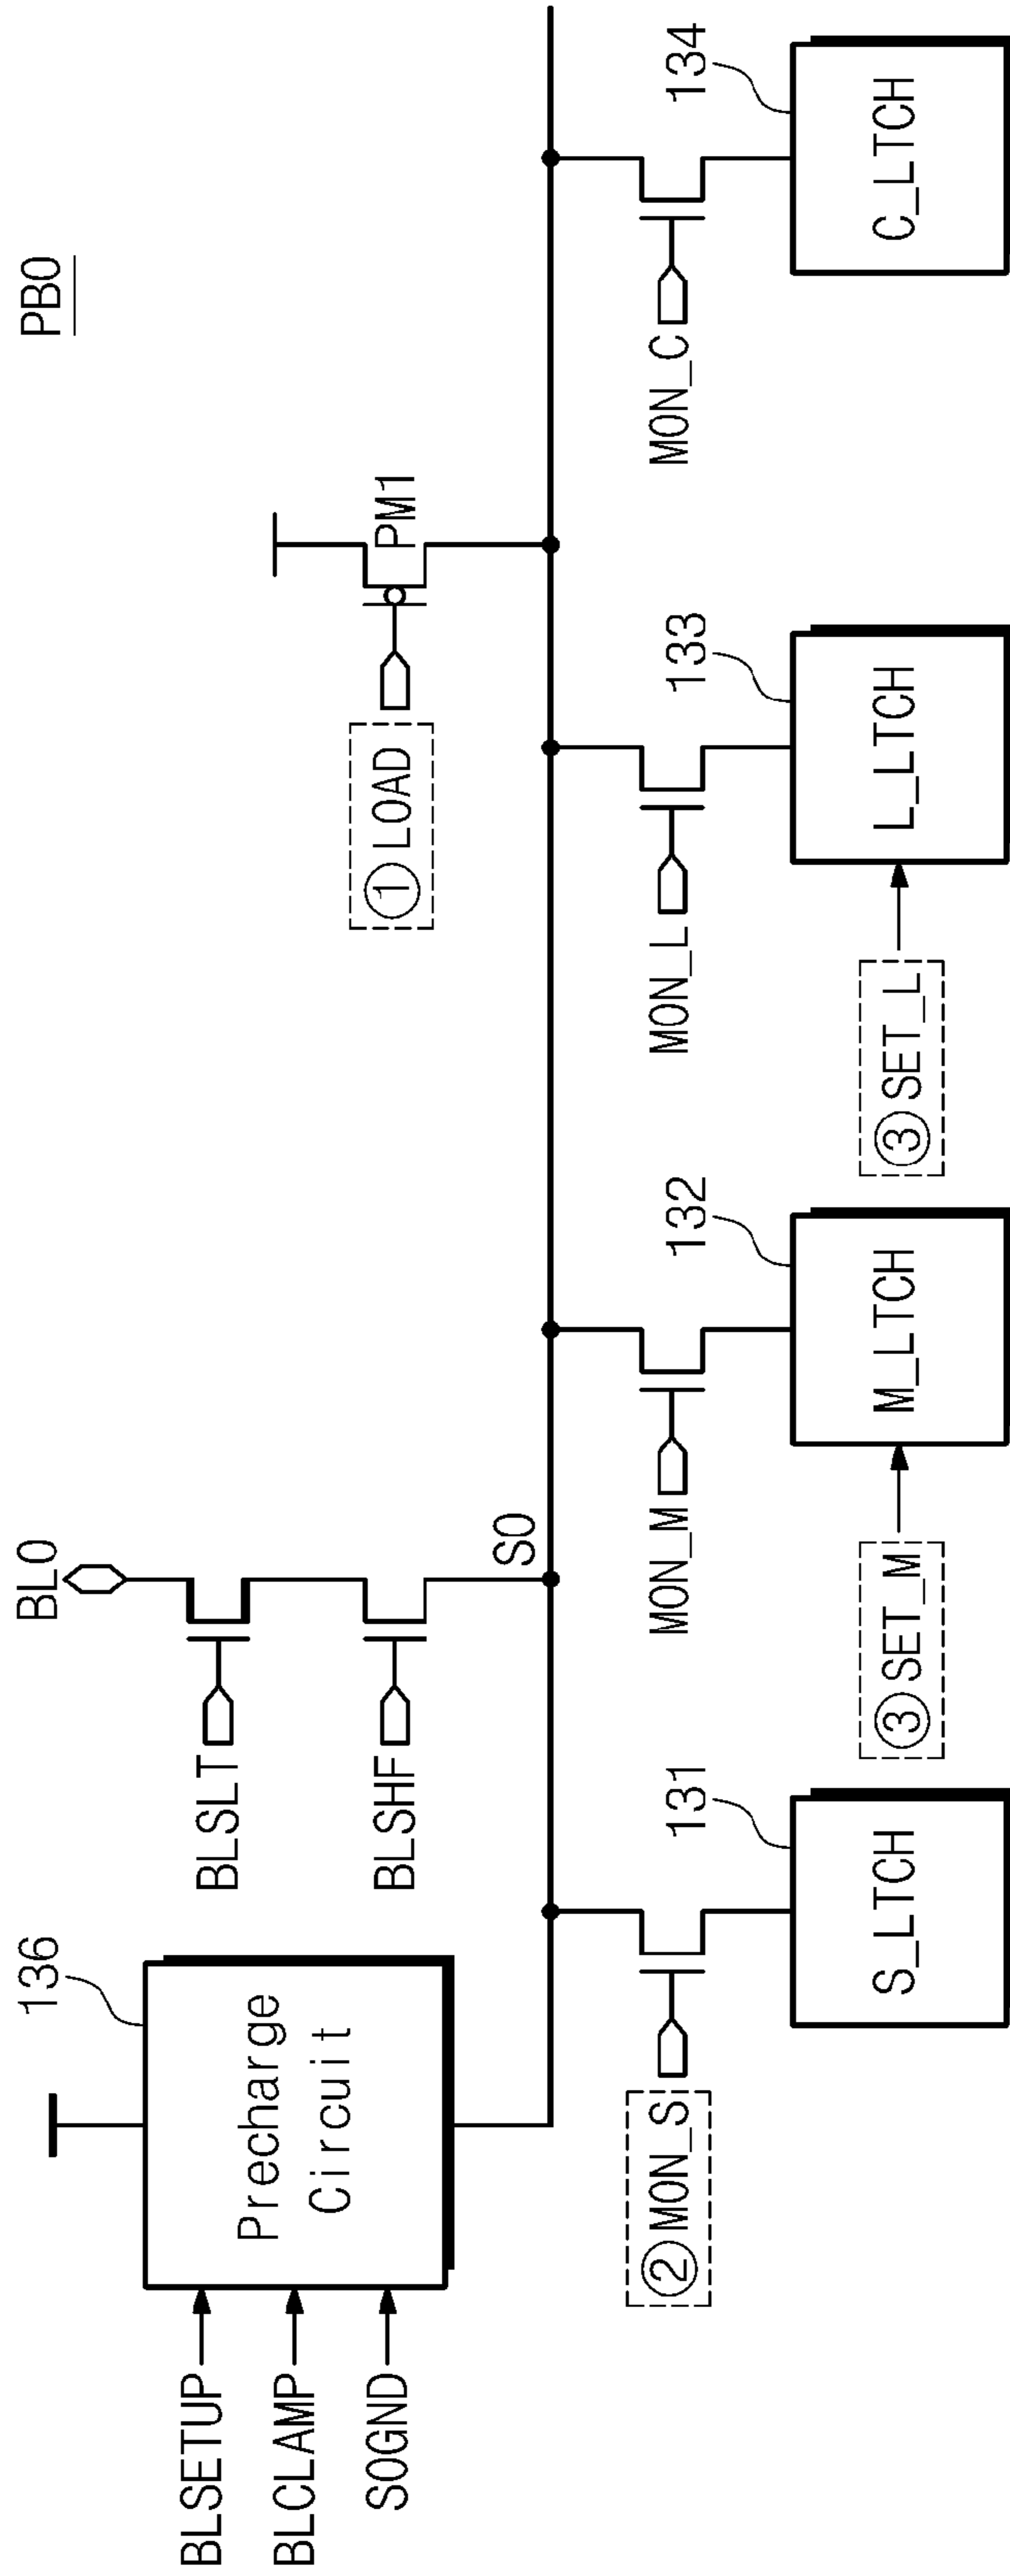 PB0
136
BLSETUP
BLCLAMP
SOGND
Precharge
Circuit
BL0
BLSLT
BLSHF
SO
① LOAD
PM1
② MON_S
131
S_LTCH
MON_M
132
③ SET_M
M_LTCH
MON_L
133
③ SET_L
L_LTCH
MON_C
134
C_LTCH